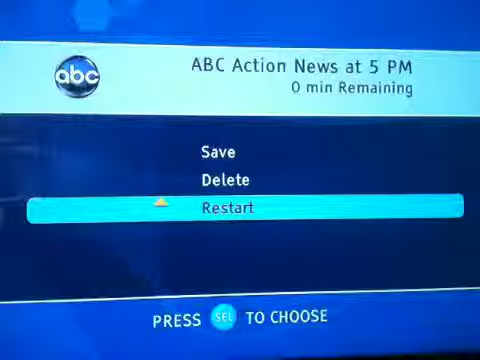 abc
ABC Action News at 5 PM
0 min Remaining
Save
Delete
Restart
PRESS SEL TO CHOOSE